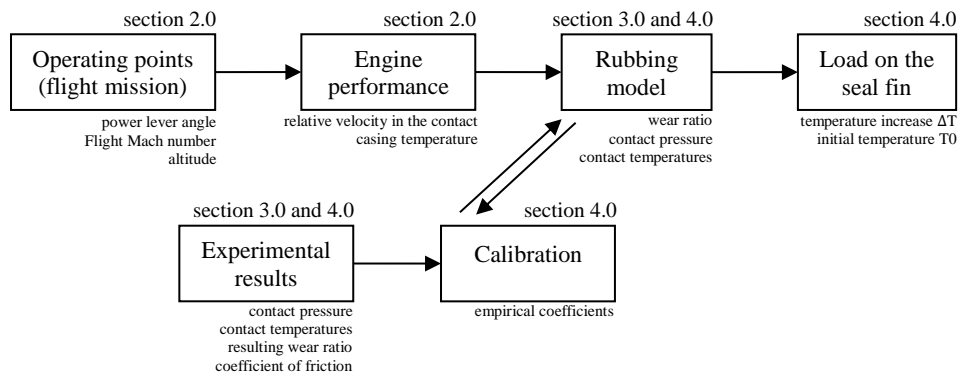 section 2.0
Operating points
(flight mission)
power lever angle
Flight Mach number
altitude
section 2.0
Engine
performance
relative velocity in the contact
casing temperature
section 3.0 and 4.0
Rubbing
model
wear ratio
contact pressure
contact temperatures
section 4.0
Load on the
seal fin
temperature increase ΔT
initial temperature T0
section 3.0 and 4.0
Experimental
results
contact pressure
contact temperatures
resulting wear ratio
coefficient of friction
section 4.0
Calibration
empirical coefficients